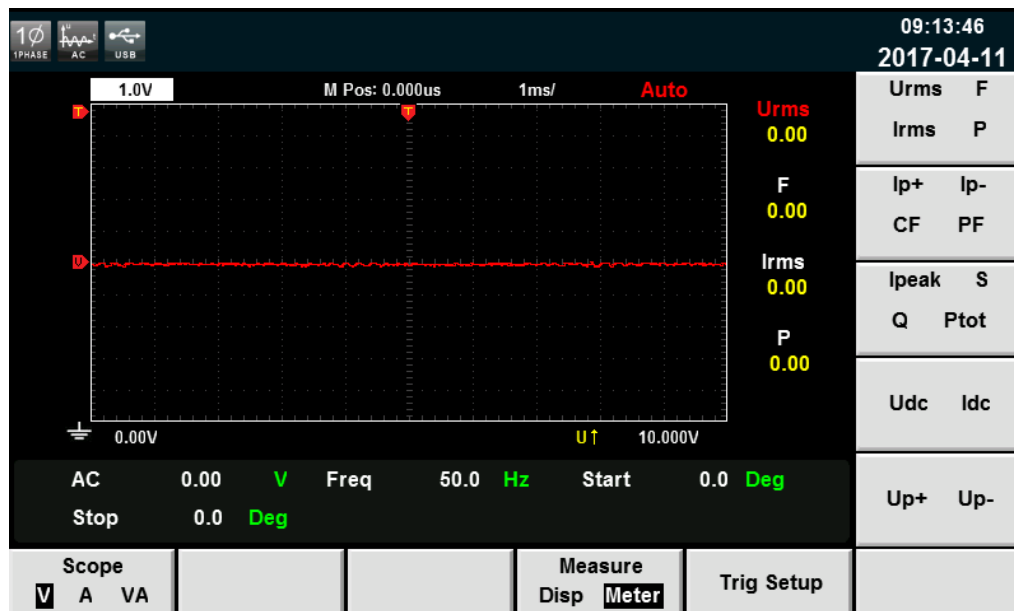 1Ø
1PHASE
u
t
AC
USB
09:13:46
2017-04-11
1.0V
M Pos: 0.000us
1ms/
Auto
T
T
Urms
0.00
F
0.00
U
Irms
0.00
P
0.00
0.00V
U↑
10.000V
AC 0.00 V Freq 50.0 Hz Start 0.0 Deg
Stop 0.0 Deg
Urms F
Irms P
Ip+ Ip-
CF PF
Ipeak S
Q Ptot
Udc Idc
Up+ Up-
Scope
V A VA
Measure
Disp Meter
Trig Setup